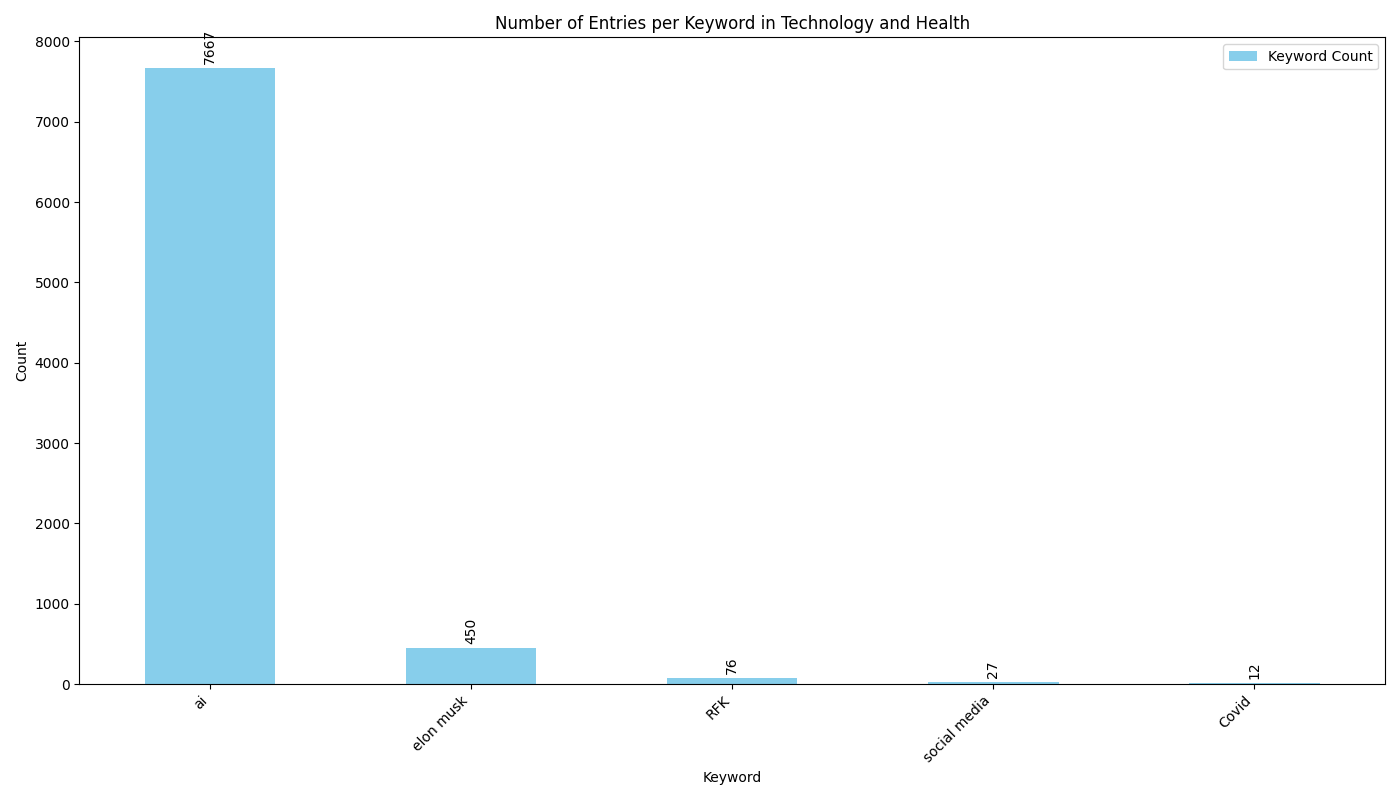 Number of Entries per Keyword in Technology and Health
Keyword Count
8000
7000
6000
5000
4000
3000
2000
1000
0
Count
7667
450
76
27
12
ai
elon musk
RFK
social media
Covid
Keyword